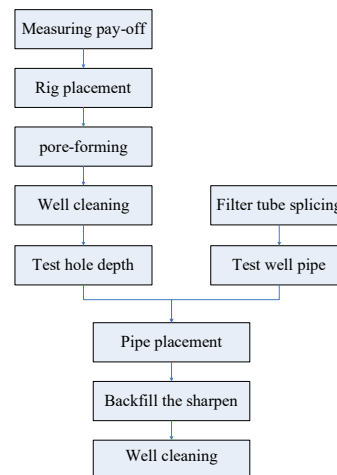 Measuring pay-off
Rig placement
pore-forming
Well cleaning
Filter tube splicing
Test hole depth
Test well pipe
Pipe placement
Backfill the sharpen
Well cleaning